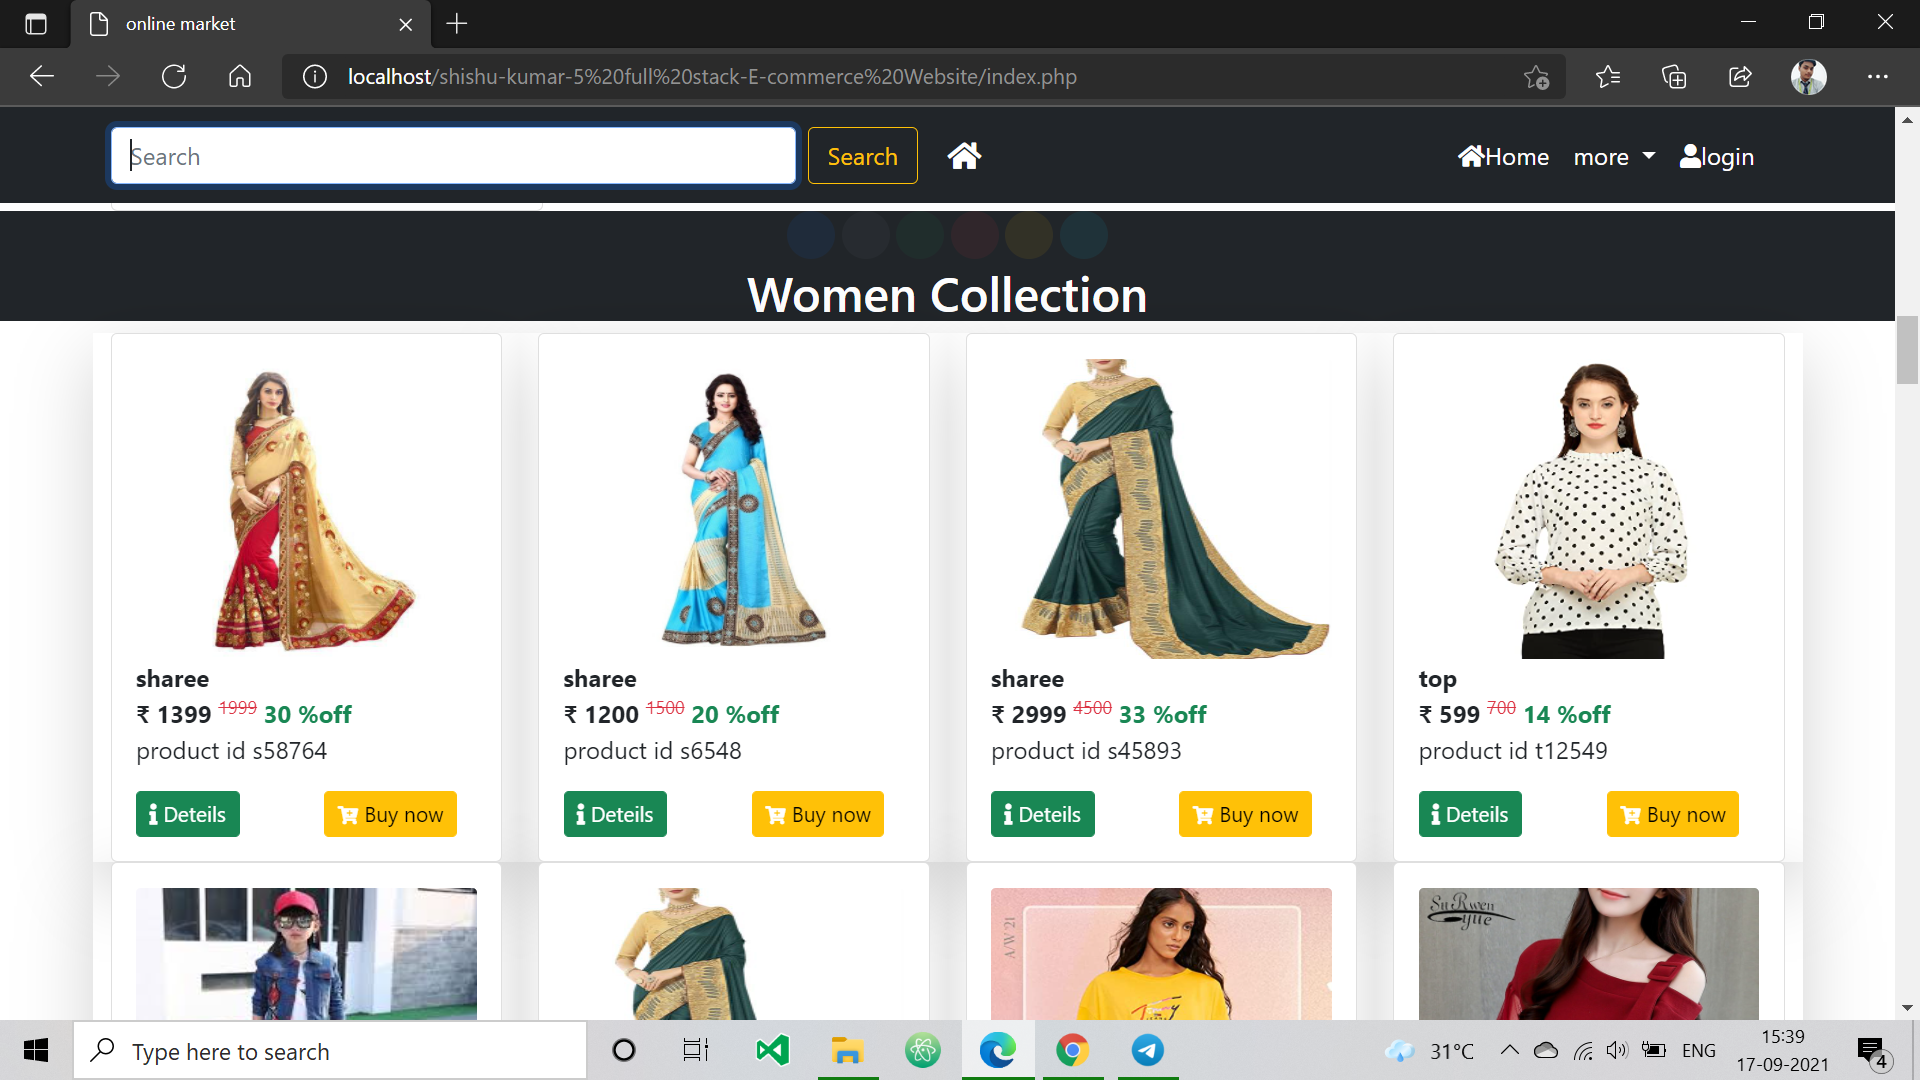 online market
localhost/shishu-kumar-5%20full%20stack-E-commerce%20Website/index.php
Search Search Home more login
Women Collection
sharee sharee sharee top
₹ 1399 1999 30 %off ₹ 1200 1500 20 %off ₹ 2999 4500 33 %off ₹ 599 700 14 %off
product id s58764 product id s6548 product id s45893 product id t12549
Deteils Buy now Deteils Buy now Deteils Buy now Deteils Buy now
A/W 21
Type here to search 31°C ENG 15:39
17-09-2021 4